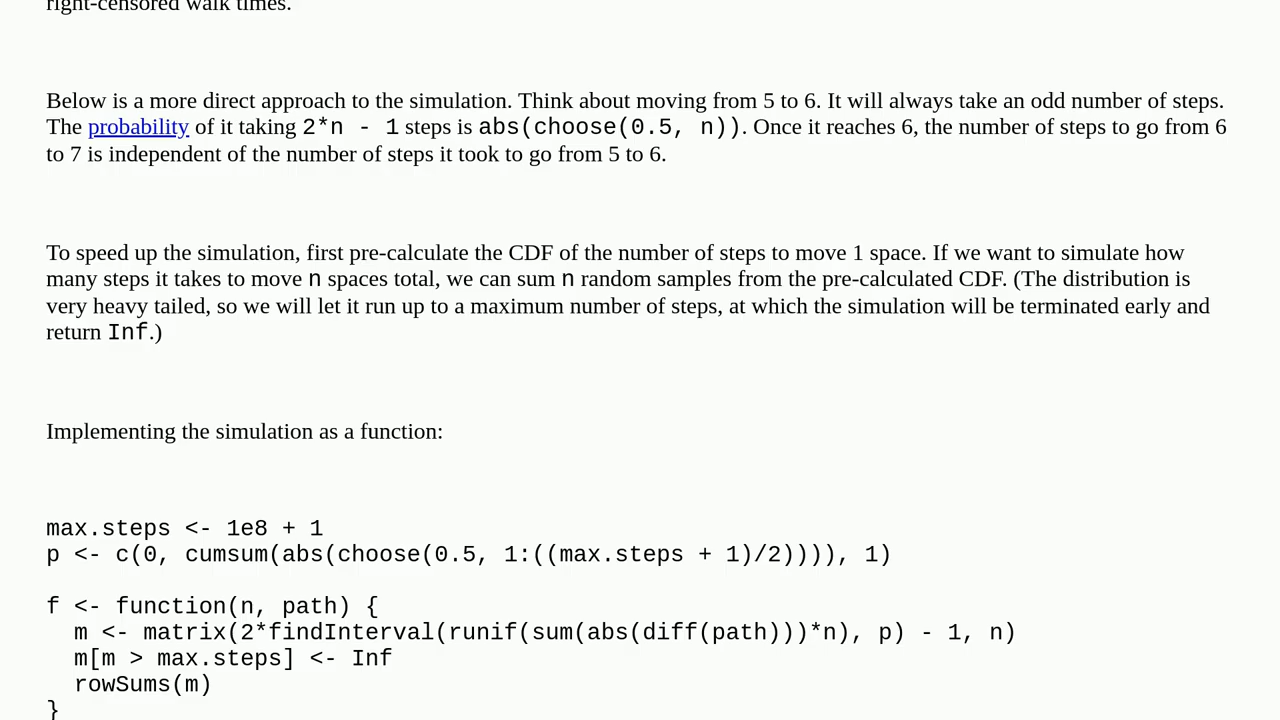 right-censored walk times.
Below is a more direct approach to the simulation. Think about moving from 5 to 6. It will always take an odd number of steps.
The probability of it taking 2*n - 1 steps is abs(choose(0.5, n)). Once it reaches 6, the number of steps to go from 6
to 7 is independent of the number of steps it took to go from 5 to 6.
To speed up the simulation, first pre-calculate the CDF of the number of steps to move 1 space. If we want to simulate how
many steps it takes to move n spaces total, we can sum n random samples from the pre-calculated CDF. (The distribution is
very heavy tailed, so we will let it run up to a maximum number of steps, at which the simulation will be terminated early and
return Inf.)
Implementing the simulation as a function:
max.steps <- 1e8 + 1
p <- c(0, cumsum(abs(choose(0.5, 1:((max.steps + 1)/2)))), 1)
f <- function(n, path) {
  m <- matrix(2*findInterval(runif(sum(abs(diff(path)))*n), p) - 1, n)
  m[m > max.steps] <- Inf
  rowSums(m)
}